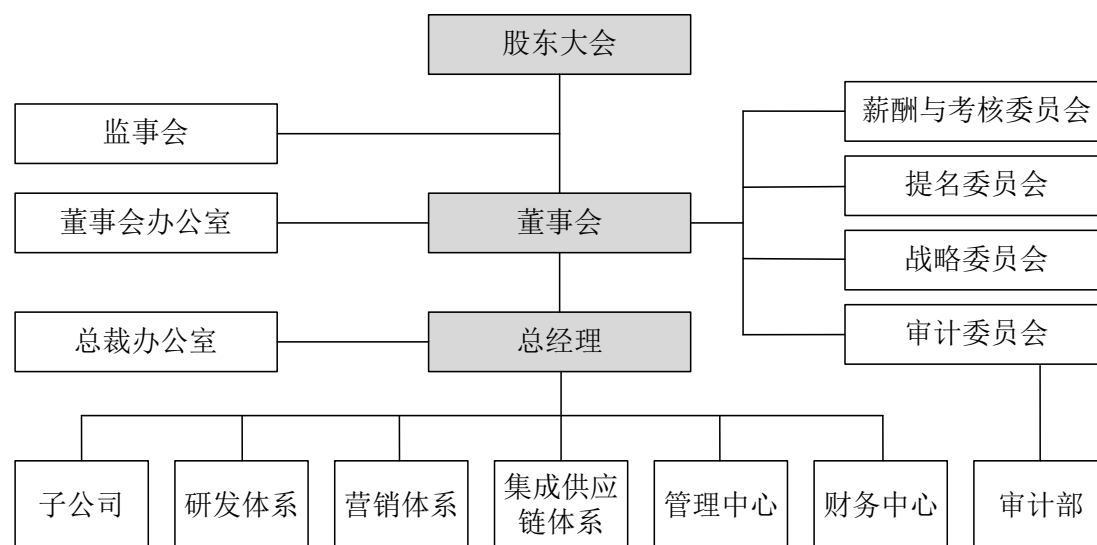 股东大会
监事会
薪酬与考核委员会
提名委员会
董事会办公室
董事会
战略委员会
总裁办公室
总经理
审计委员会
子公司
研发体系
营销体系
集成供应
链体系
管理中心
财务中心
审计部